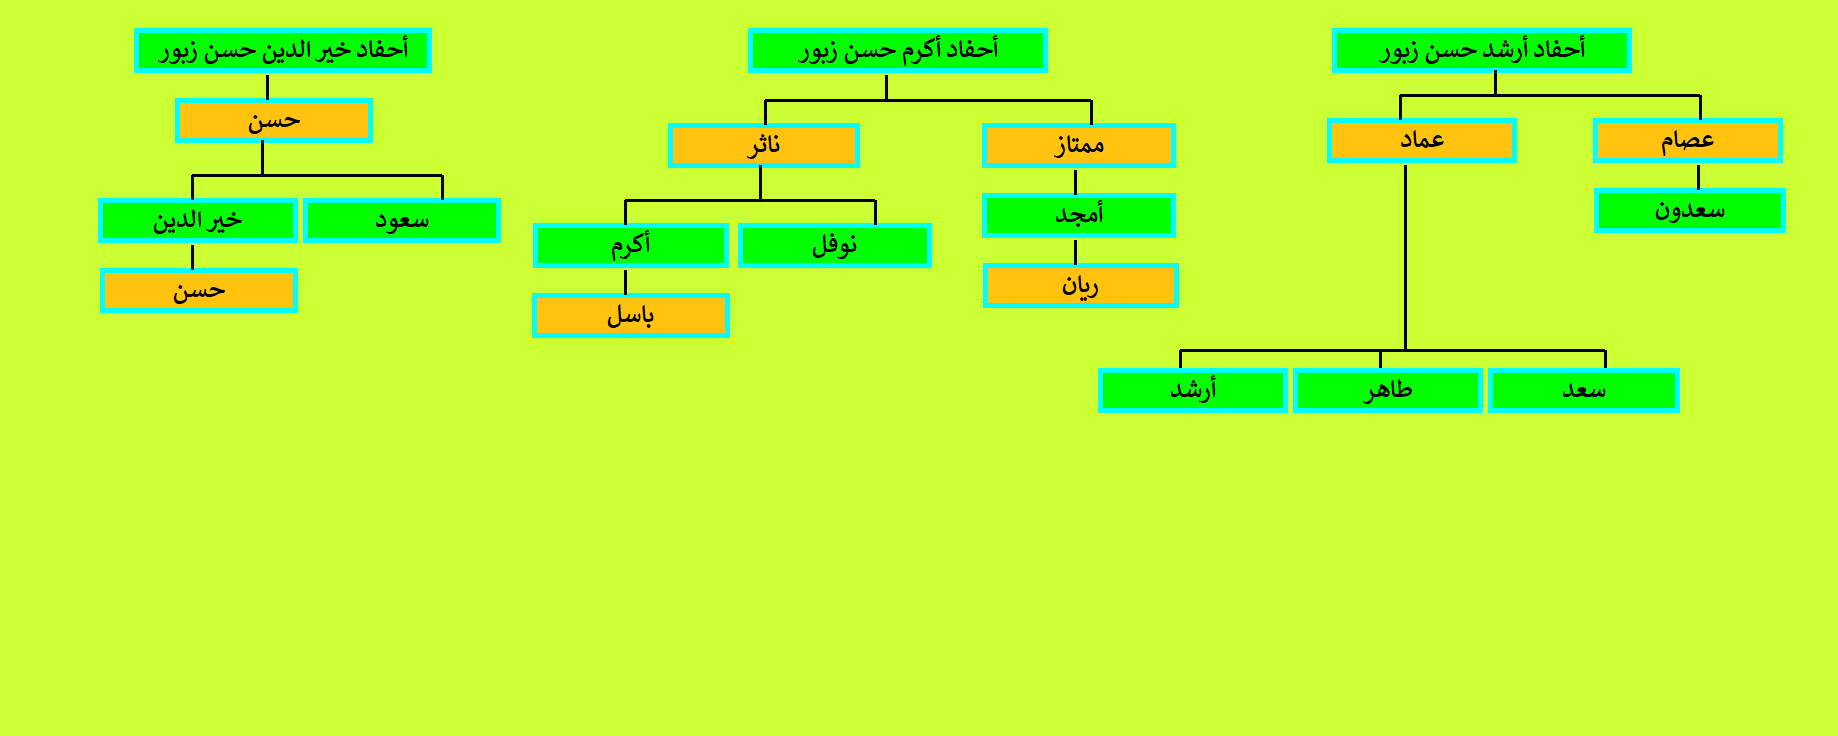 أحفاد أرشد حسن زبور
أحفاد أكرم حسن زبور
أحفاد خير الدين حسن زبور
حسن
عصام
عماد
ممتاز
ناثر
سعدون
أمجد
سعود
خير الدين
نوفل
أكرم
ريان
حسن
باسل
سعد
طاهر
أرشد